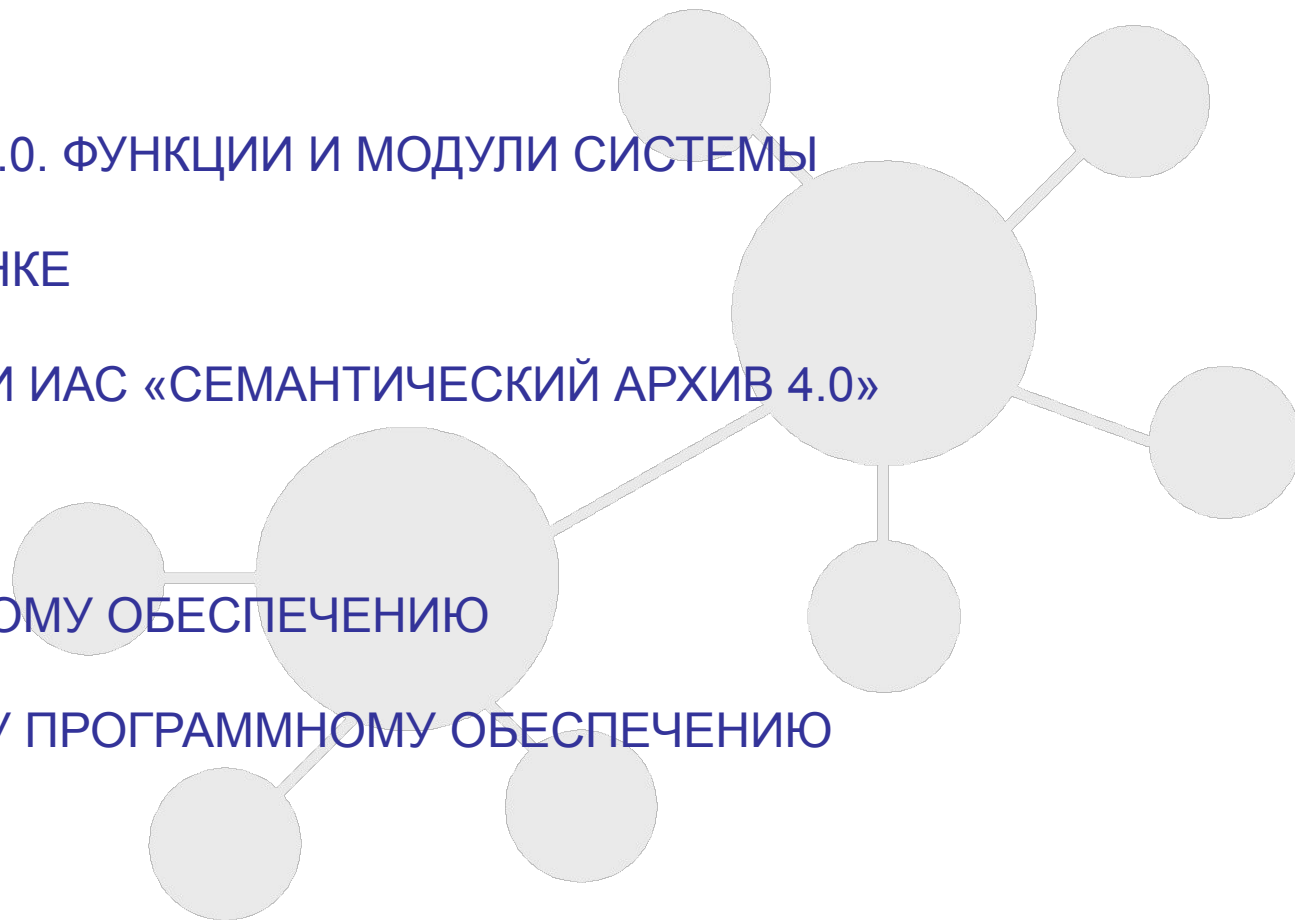 .0. ФУНКЦИИ И МОДУЛИ СИСТЕМЫ
НКЕ
И ИАС «СЕМАНТИЧЕСКИЙ АРХИВ 4.0»
ОМУ ОБЕСПЕЧЕНИЮ
У ПРОГРАММНОМУ ОБЕСПЕЧЕНИЮ